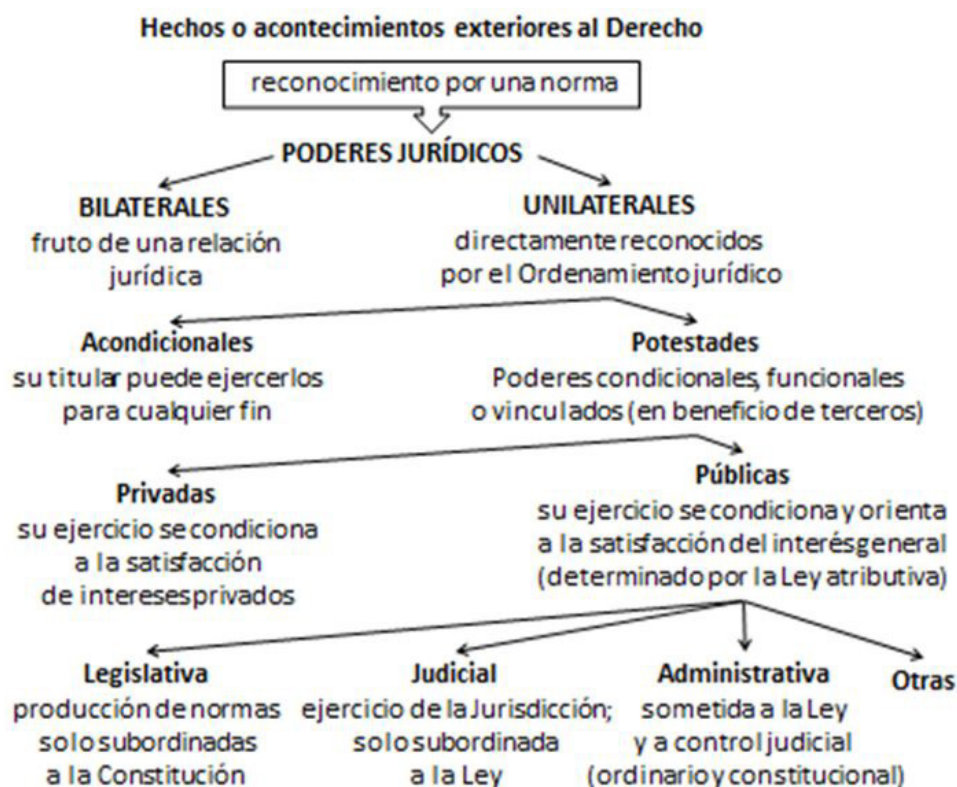 Hechos o acontecimientos exteriores al Derecho
reconocimiento por una norma
PODERES JURÍDICOS
BILATERALES
fruto de una relación
jurídica
UNILATERALES
directamente reconocidos
por el Ordenamiento jurídico
Acondicionales
su titular puede ejercerlos
para cualquier fin
Potestades
Poderes condicionales, funcionales
o vinculados (en beneficio de terceros)
Privadas
su ejercicio se condiciona
a la satisfacción
de intereses privados
Públicas
su ejercicio se condiciona y orienta
a la satisfacción del interés general
(determinado por la Ley atributiva)
Legislativa
producción de normas
solo subordinadas
a la Constitución
Judicial
ejercicio de la Jurisdicción;
solo subordinada
a la Ley
Administrativa
sometida a la Ley
y a control judicial
(ordinario y constitucional)
Otras